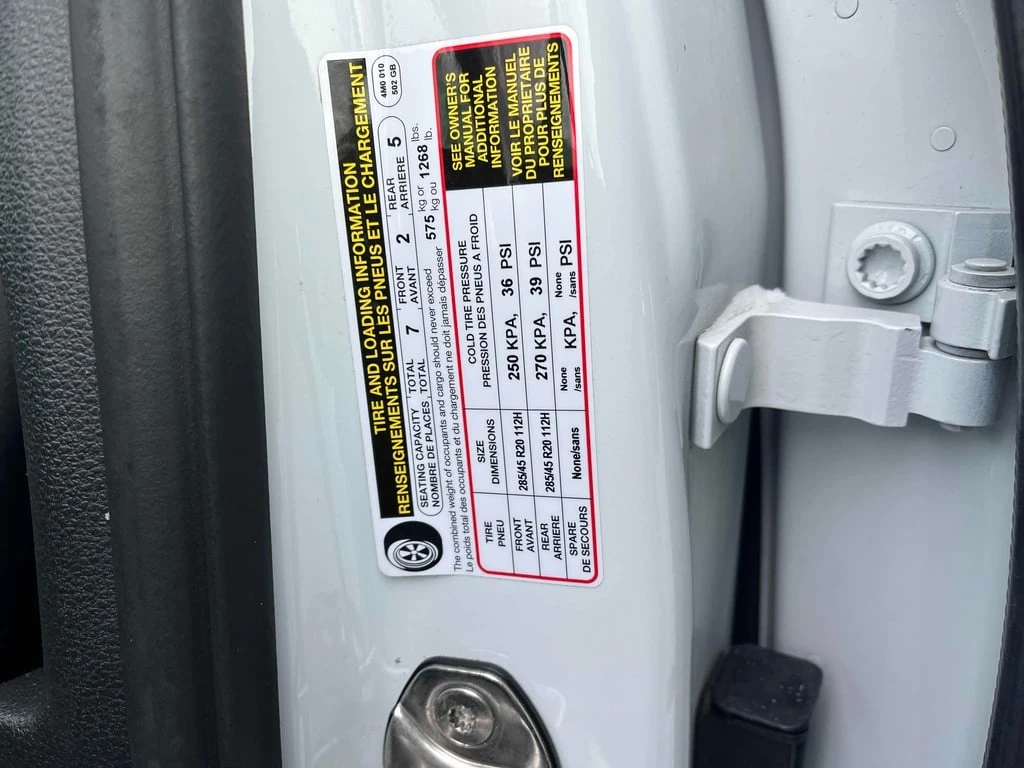 TIRE AND LOADING INFORMATION
RENSEIGNEMENTS SUR LES PNEUS ET LE CHARGEMENT
4M0 010
502 GB
SEATING CAPACITY TOTAL 7 FRONT 2 REAR 5
NOMBRE DE PLACES TOTAL AVANT ARRIERE
The combined weight of occupants and cargo should never exceed 575 kg or 1268 lbs.
Le poids total des occupants et du chargement ne doit jamais dépasser kg ou lb.
TIRE SIZE COLD TIRE PRESSURE
PNEU DIMENSIONS PRESSION DES PNEUS A FROID
FRONT 285/45 R20 112H 250 KPA, 36 PSI
AVANT
REAR 285/45 R20 112H 270 KPA, 39 PSI
ARRIERE
SPARE None/sans None KPA, None PSI
DE SECOURS /sans /sans
SEE OWNER'S
MANUAL FOR
ADDITIONAL
INFORMATION
VOIR LE MANUEL
DU PROPRIETAIRE
POUR PLUS DE
RENSEIGNEMENTS